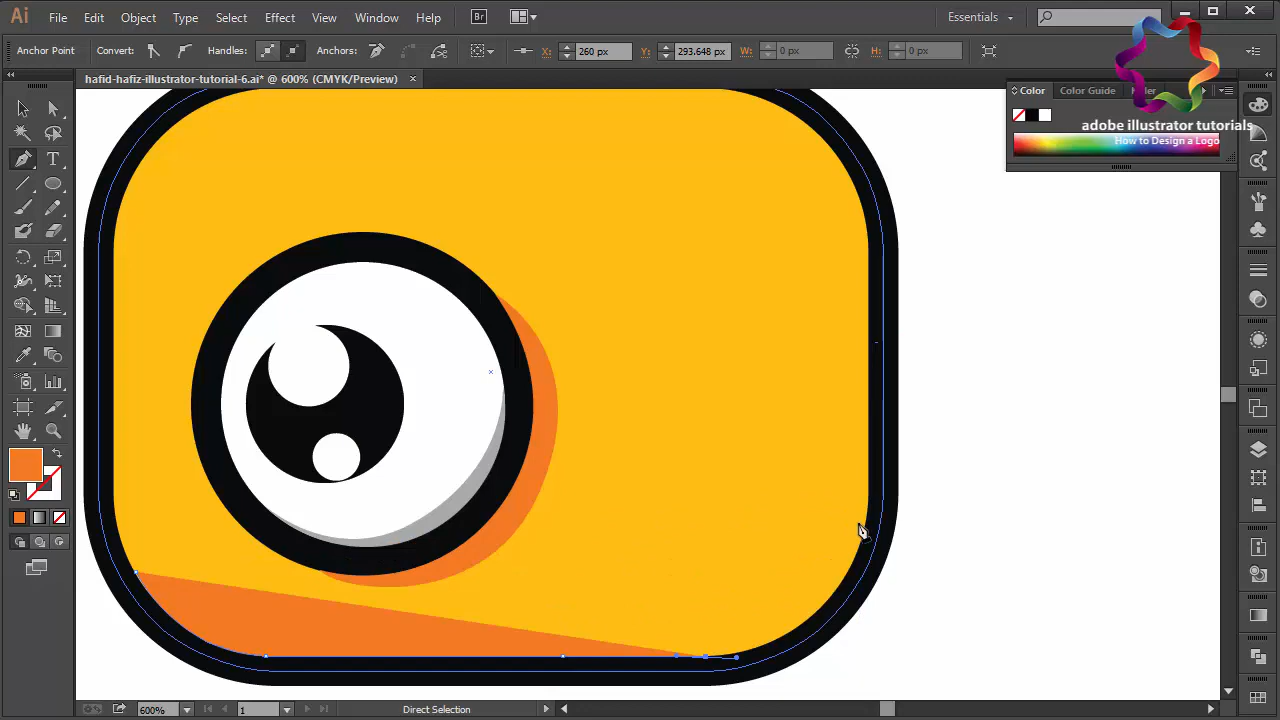 Ai File Edit Object Type Select Effect View Window Help Br Essentials
Anchor Point Convert: Handles: Anchors: X: 260 px Y: 293.648 px W: 0 px H: 0 px
hafid-hafiz-illustrator-tutorial-6.ai* @ 600% (CMYK/Preview)
Color Color Guide
adobe illustrator tutorials
How to Design a Logo
600% 1 Direct Selection